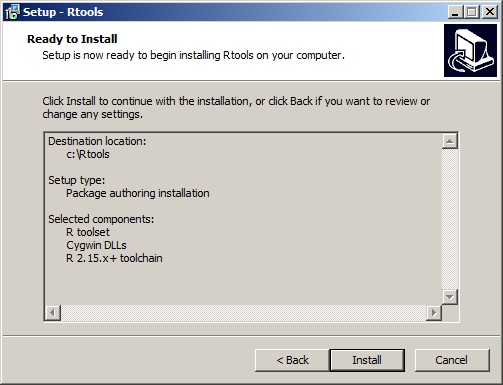 Setup - Rtools
Ready to Install
Setup is now ready to begin installing Rtools on your computer.
Click Install to continue with the installation, or click Back if you want to review or
change any settings.
Destination location:
c:\Rtools
Setup type:
Package authoring installation
Selected components:
R toolset
Cygwin DLLs
R 2.15.x+ toolchain
< Back
Install
Cancel